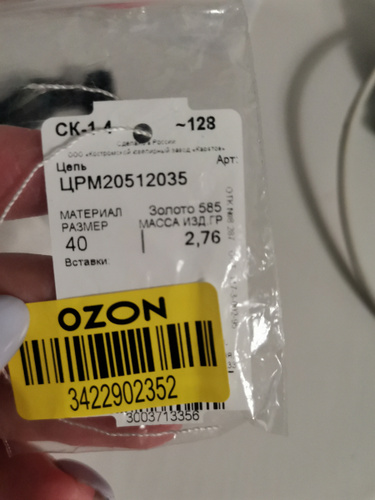 СК-1 4 ~128
Сделано в России
ООО «Костромской ювелирный завод «Каратов»
Цепь Арт:
ЦРМ20512035
МАТЕРИАЛ Золото 585
РАЗМЕР МАССА ИЗД.ГР
40 2,76
Вставки:
OZON
3422902352
3003713356